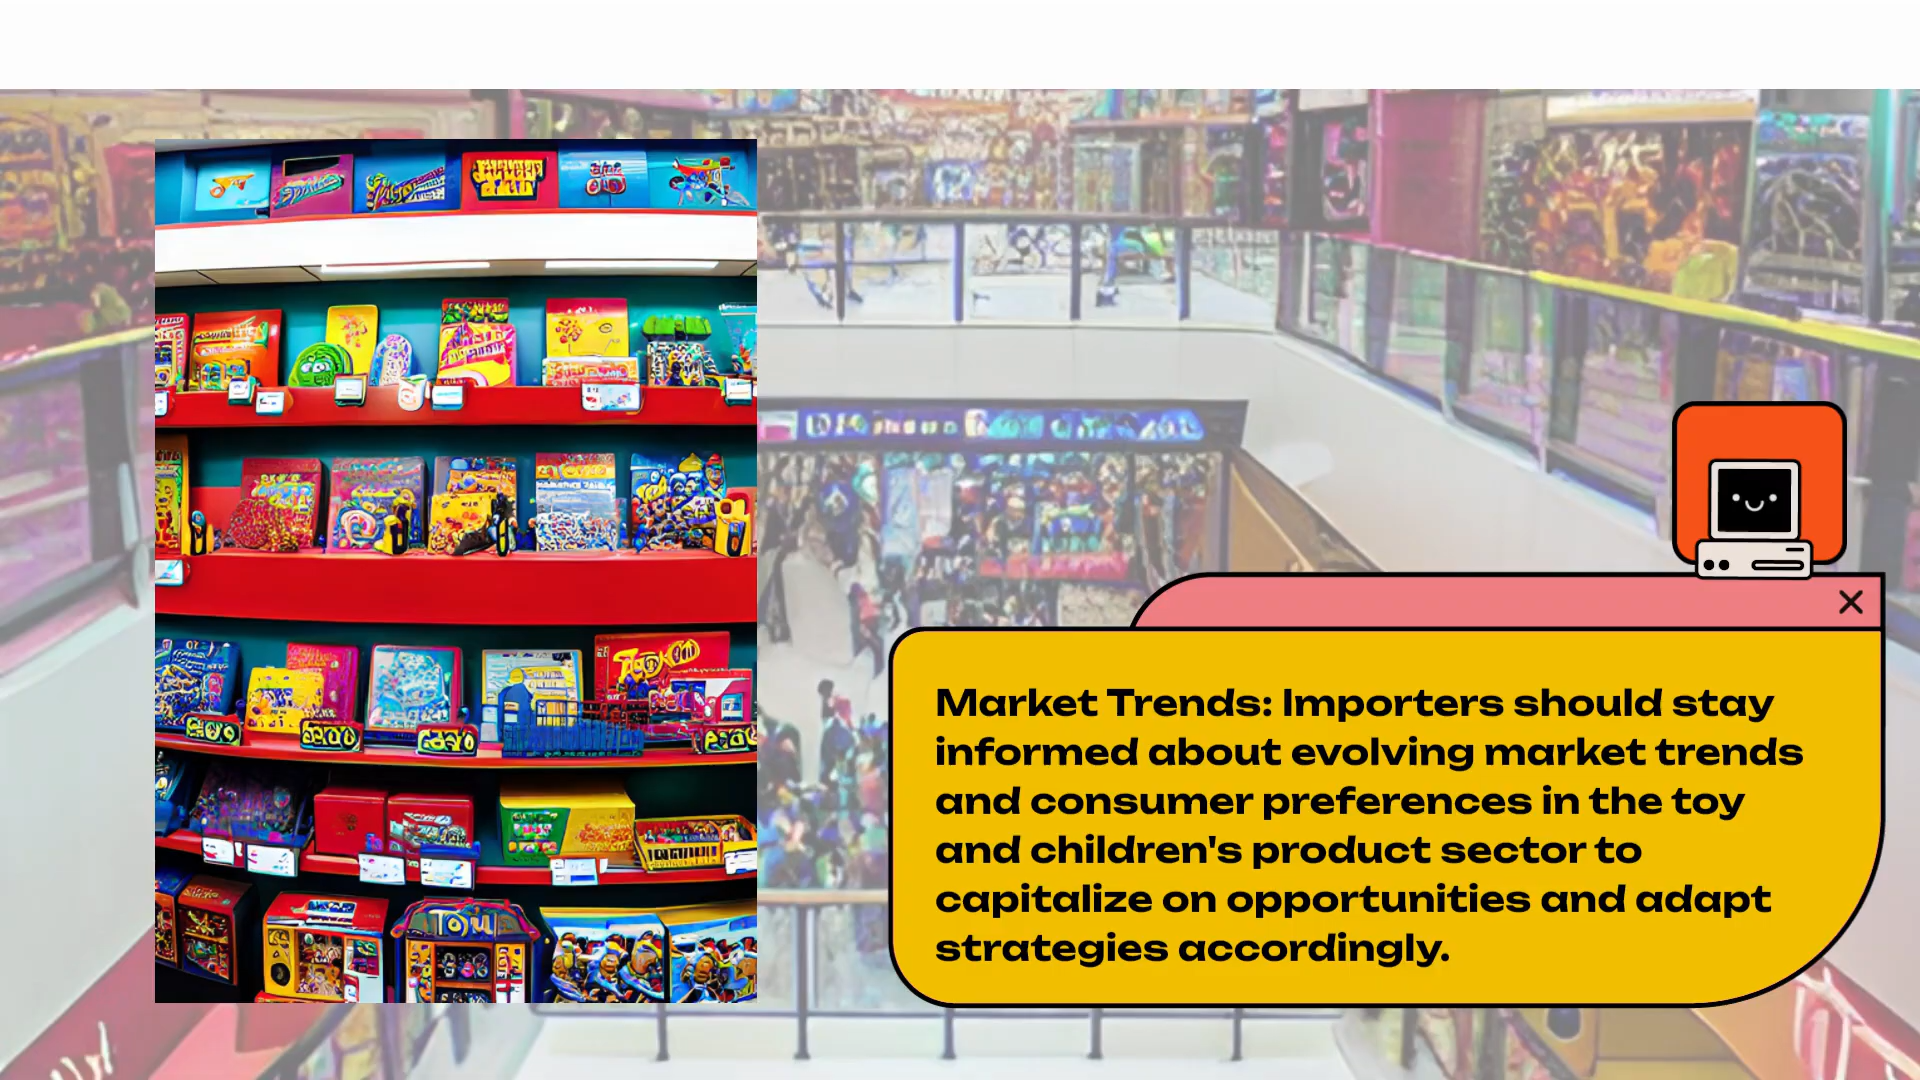 Market Trends: Importers should stay
informed about evolving market trends
and consumer preferences in the toy
and children's product sector to
capitalize on opportunities and adapt
strategies accordingly.